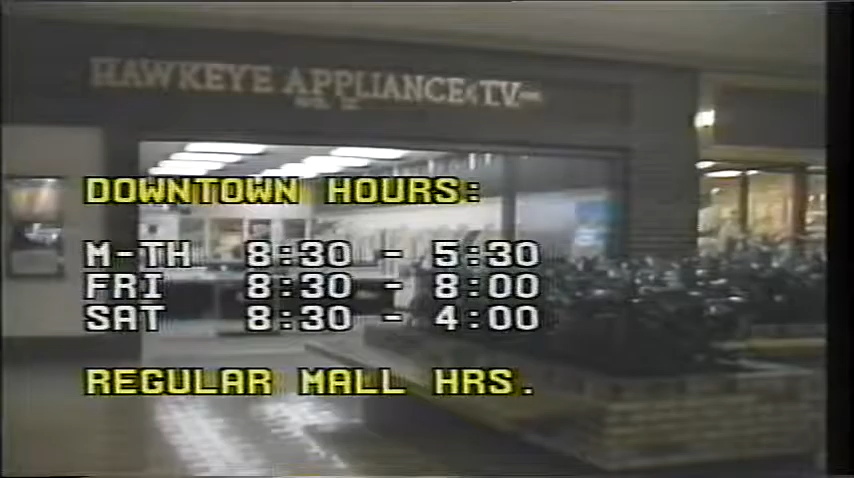 HAWKEYE APPLIANCE & T.V.
DOWNTOWN HOURS:
M-TH 8:30 - 5:30
FRI 8:30 - 8:00
SAT 8:30 - 4:00
REGULAR MALL HRS.